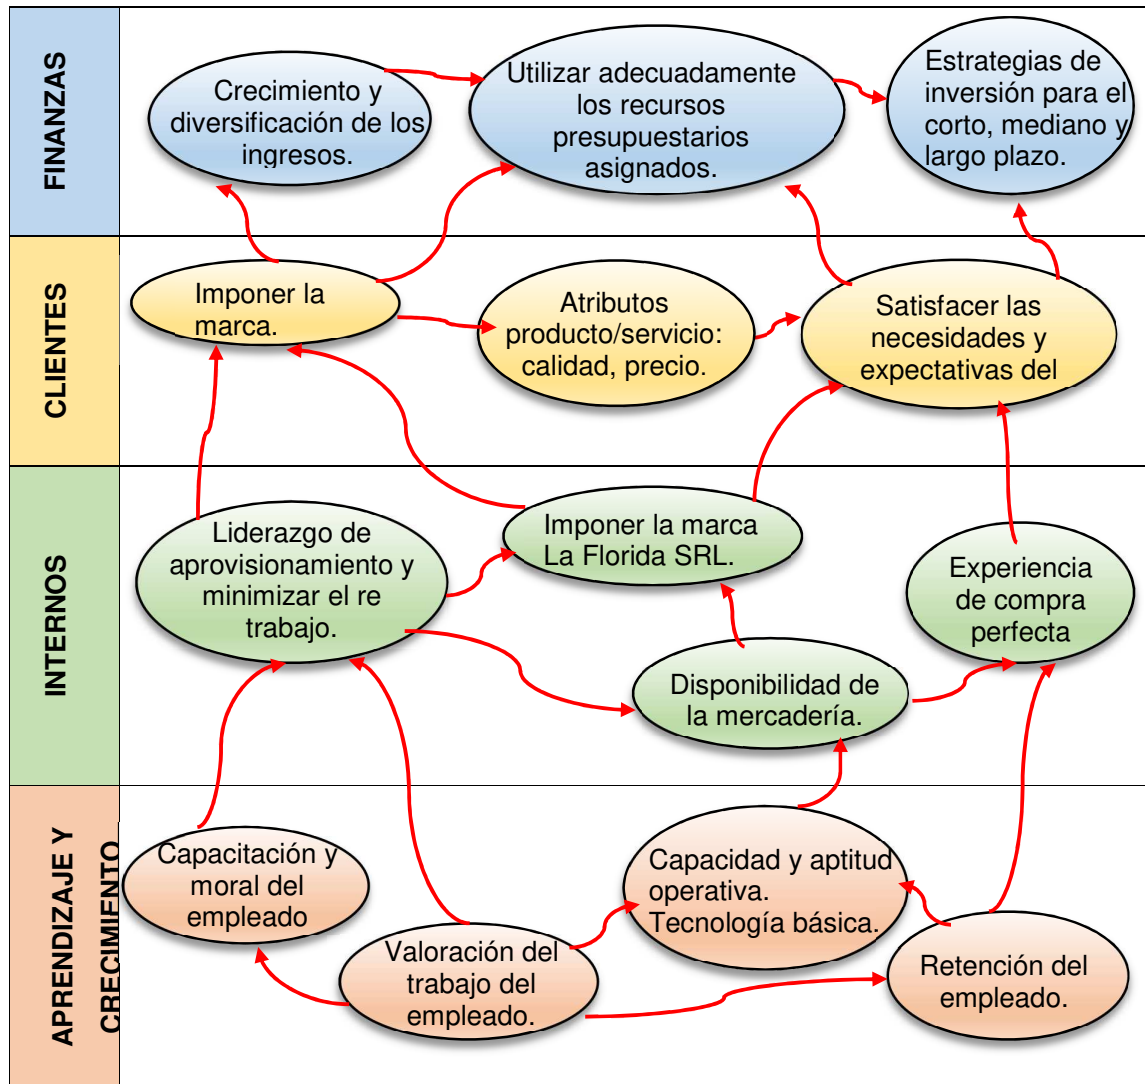 FINANZAS
Crecimiento y
diversificación de los
ingresos.
Utilizar adecuadamente
los recursos
presupuestarios
asignados.
Estrategias de
inversión para el
corto, mediano y
largo plazo.
CLIENTES
Imponer la
marca.
Atributos
producto/servicio:
calidad, precio.
Satisfacer las
necesidades y
expectativas del
INTERNOS
Liderazgo de
aprovisionamiento y
minimizar el re
trabajo.
Imponer la marca
La Florida SRL.
Disponibilidad de
la mercadería.
Experiencia
de compra
perfecta
APRENDIZAJE Y
CRECIMIENTO
Capacitación y
moral del
empleado
Valoración del
trabajo del
empleado.
Capacidad y aptitud
operativa.
Tecnología básica.
Retención del
empleado.